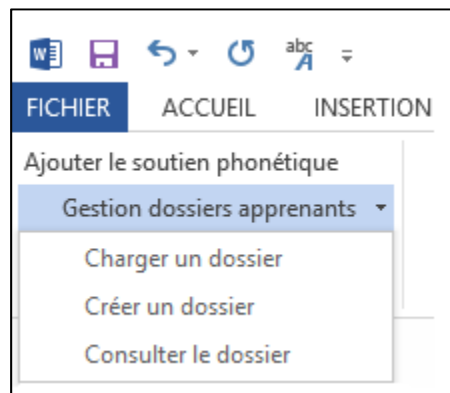 W
abc
A
FICHIER ACCUEIL INSERTION
Ajouter le soutien phonétique
Gestion dossiers apprenants
Charger un dossier
Créer un dossier
Consulter le dossier